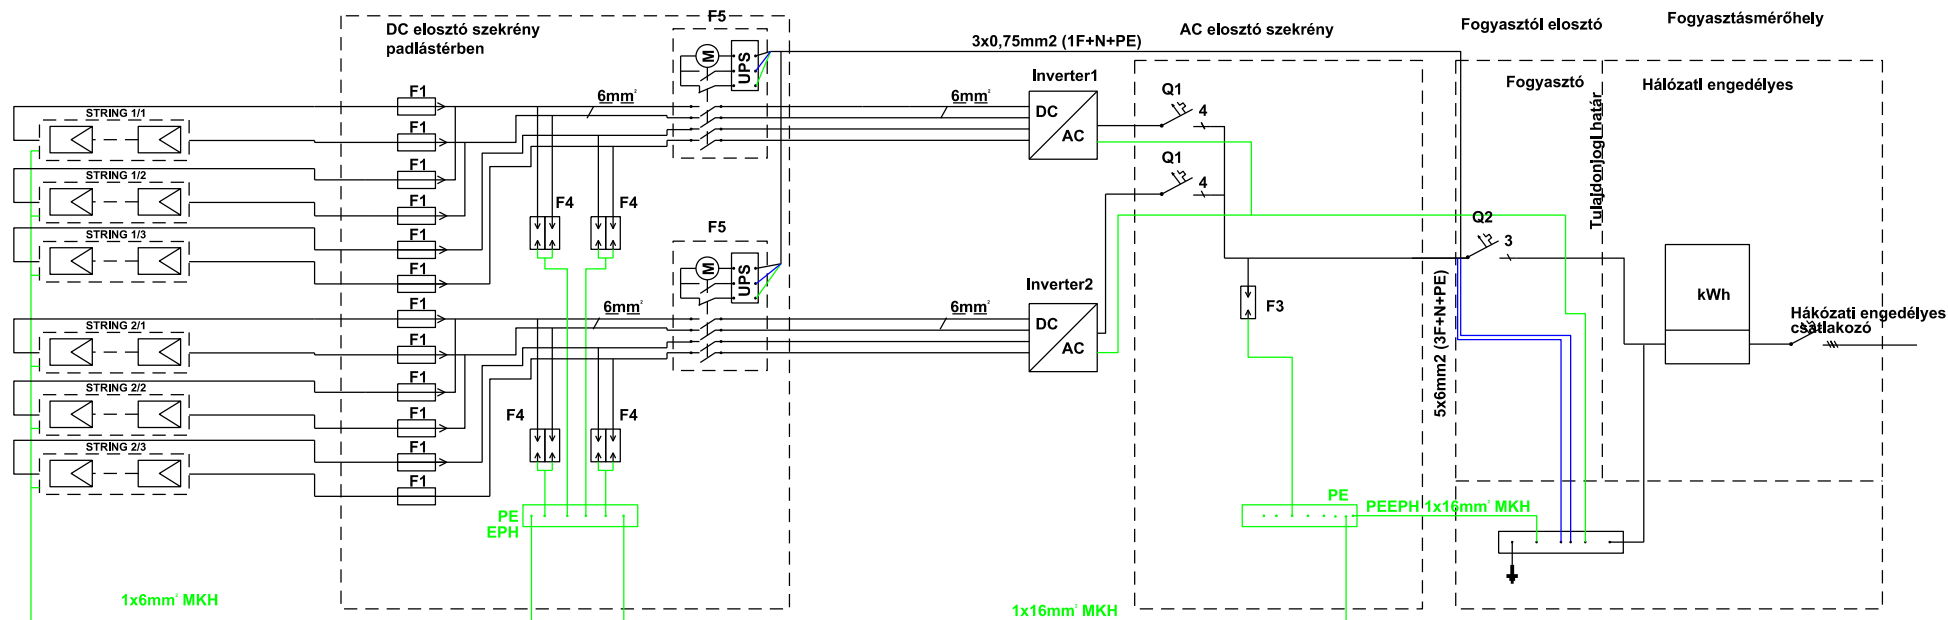 F5
DC elosztó szekrény
padlástérben
AC elosztó szekrény
Fogyasztói elosztó
Fogyasztásmérőhely
3x0,75mm2 (1F+N+PE)
M
UPS
Inverter1
Fogyasztó
Hálózati engedélyes
Tulajdonjogi határ
STRING 1/1
F1
6mm²
6mm²
DC
AC
Q1
4
F1
STRING 1/2
F1
Q1
4
F1
F4
F4
STRING 1/3
F1
F5
Q2
3
F1
M
UPS
Inverter2
kWh
F3
5x6mm2 (3F+N+PE)
STRING 2/1
F1
6mm²
6mm²
DC
AC
Hákózati engedélyes
csatlakozó
F1
STRING 2/2
F1
F1
F4
F4
STRING 2/3
F1
F1
PE
EPH
PE
PEEPH 1x16mm² MKH
1x6mm² MKH
1x16mm² MKH